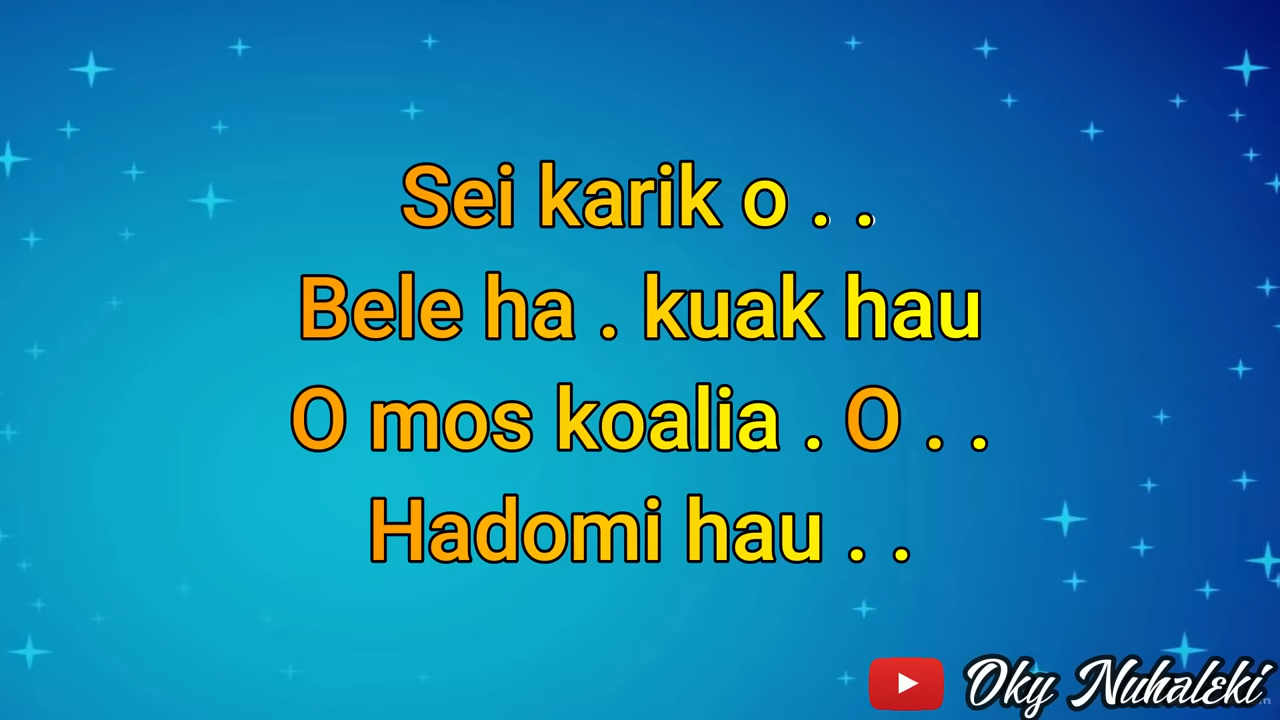 Sei karik o . .
Bele ha . kuak hau
O mos koalia . O . .
Hadomi hau . .
Oky Nuhaleki